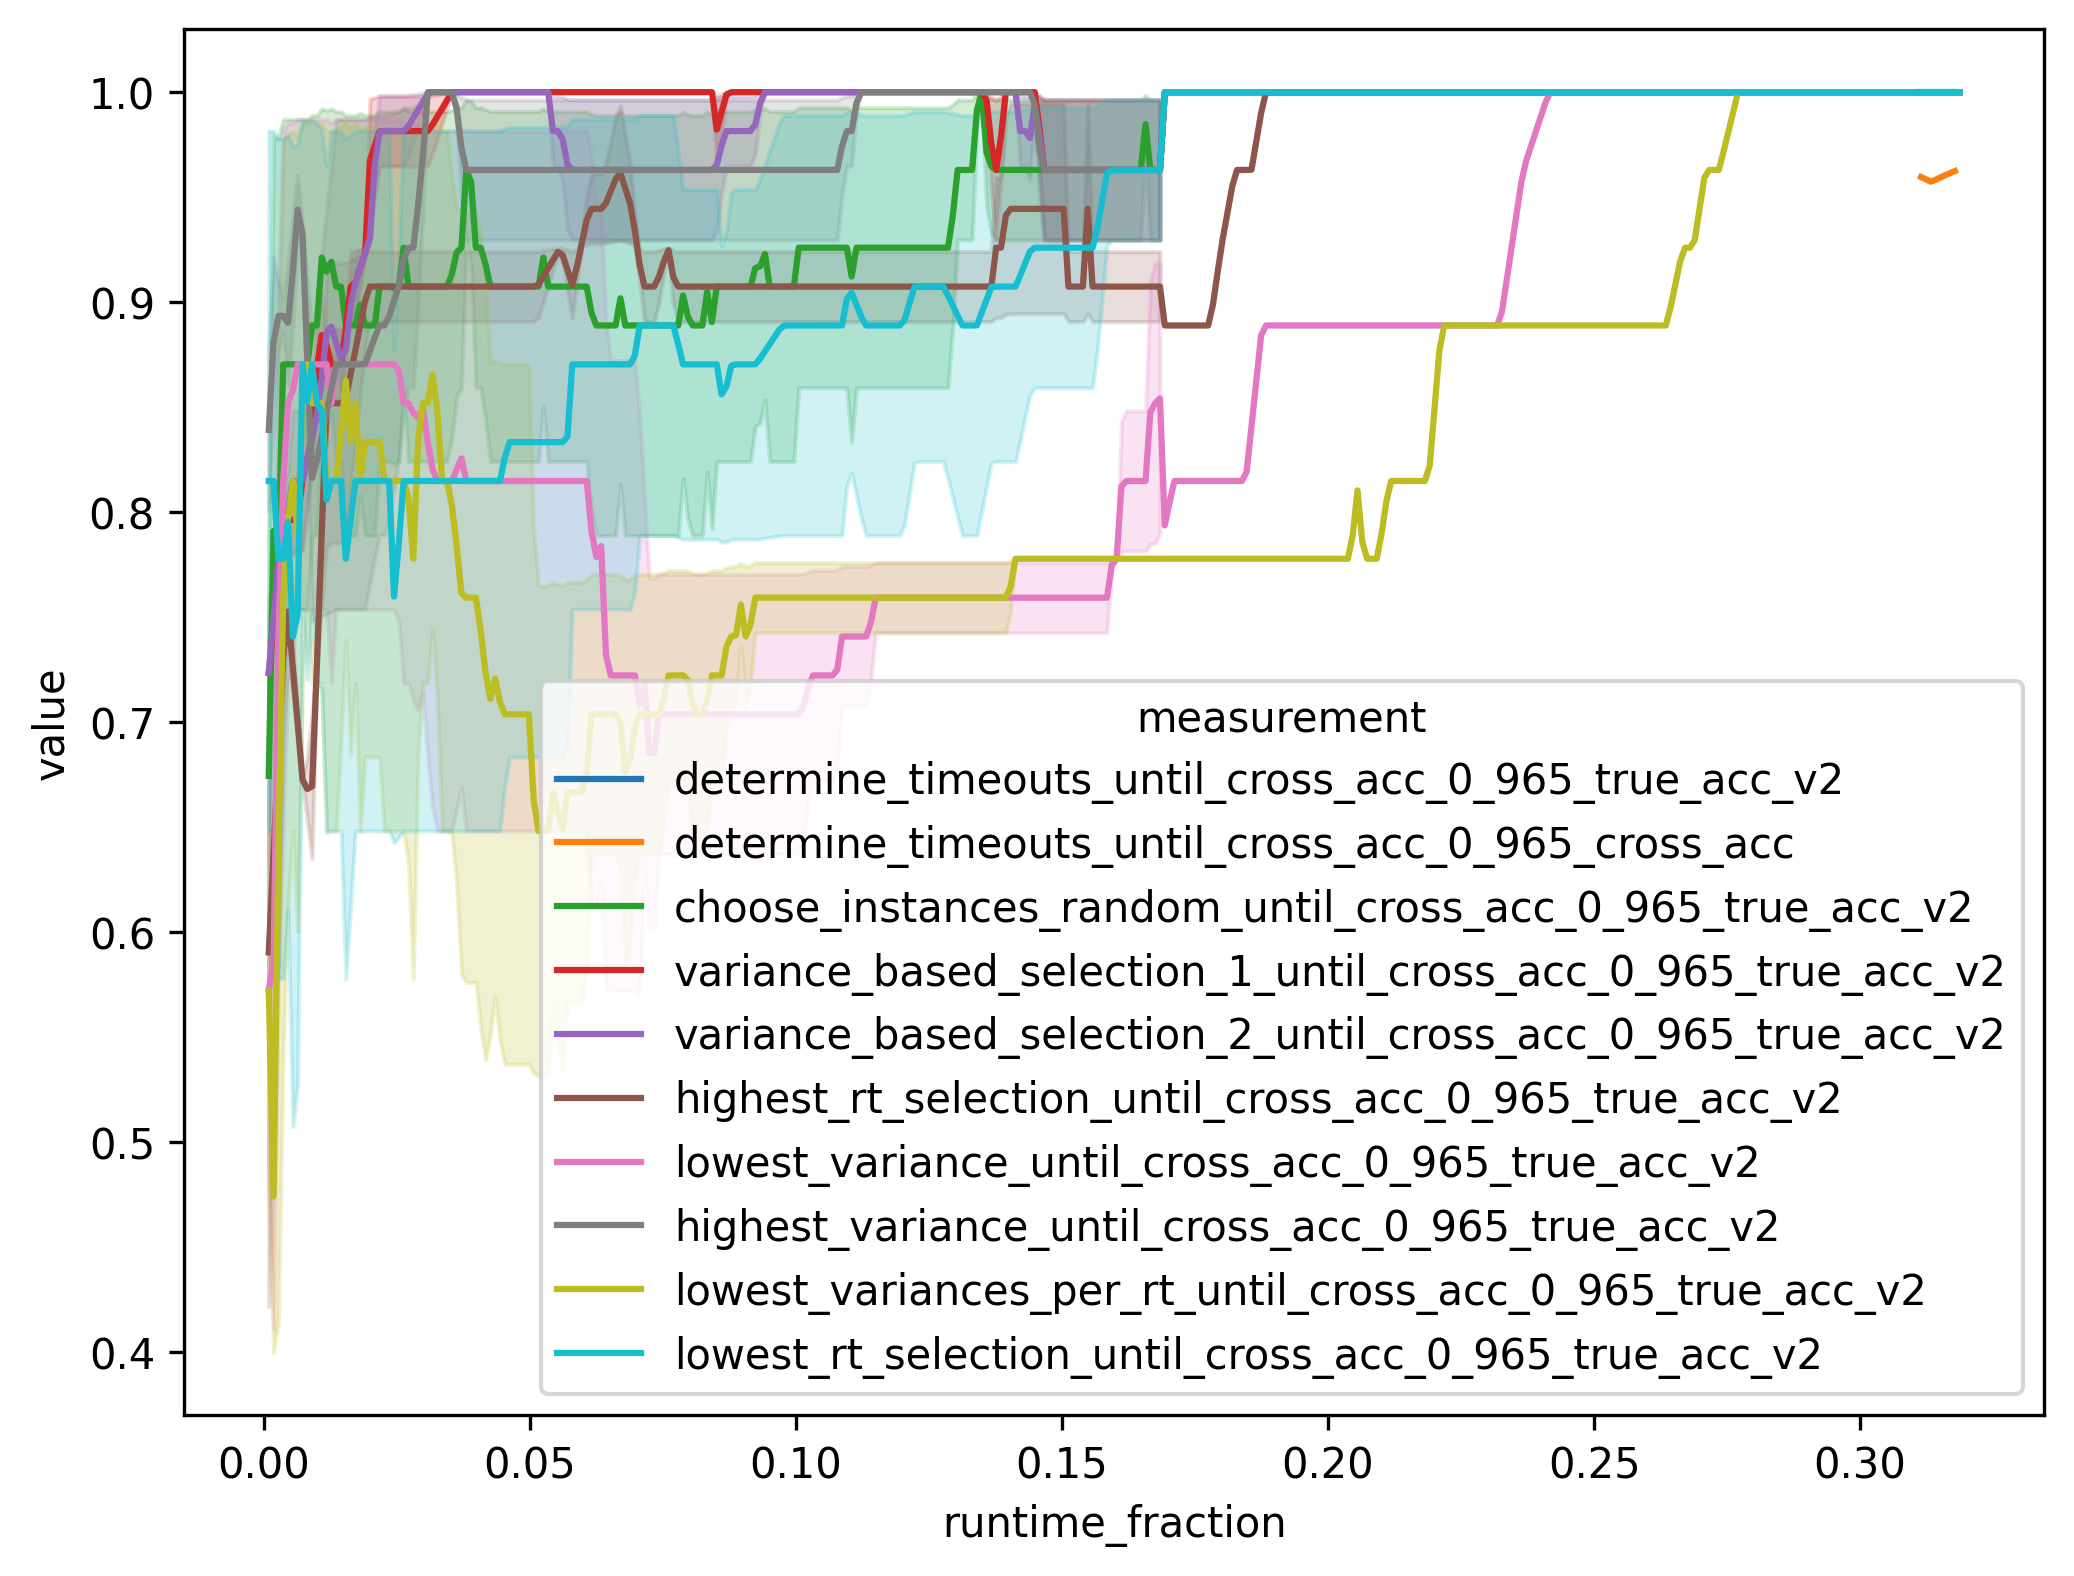 1.0
0.9
0.8
0.7
0.6
0.5
0.4
value
measurement
determine_timeouts_until_cross_acc_0_965_true_acc_v2
determine_timeouts_until_cross_acc_0_965_cross_acc
choose_instances_random_until_cross_acc_0_965_true_acc_v2
variance_based_selection_1_until_cross_acc_0_965_true_acc_v2
variance_based_selection_2_until_cross_acc_0_965_true_acc_v2
highest_rt_selection_until_cross_acc_0_965_true_acc_v2
lowest_variance_until_cross_acc_0_965_true_acc_v2
highest_variance_until_cross_acc_0_965_true_acc_v2
lowest_variances_per_rt_until_cross_acc_0_965_true_acc_v2
lowest_rt_selection_until_cross_acc_0_965_true_acc_v2
0.00 0.05 0.10 0.15 0.20 0.25 0.30
runtime_fraction